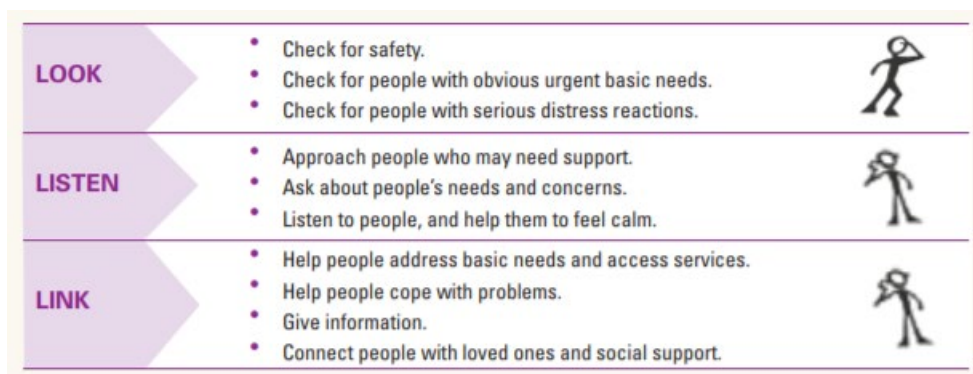 LOOK
• Check for safety.
• Check for people with obvious urgent basic needs.
• Check for people with serious distress reactions.
LISTEN
• Approach people who may need support.
• Ask about people's needs and concerns.
• Listen to people, and help them to feel calm.
LINK
• Help people address basic needs and access services.
• Help people cope with problems.
• Give information.
• Connect people with loved ones and social support.